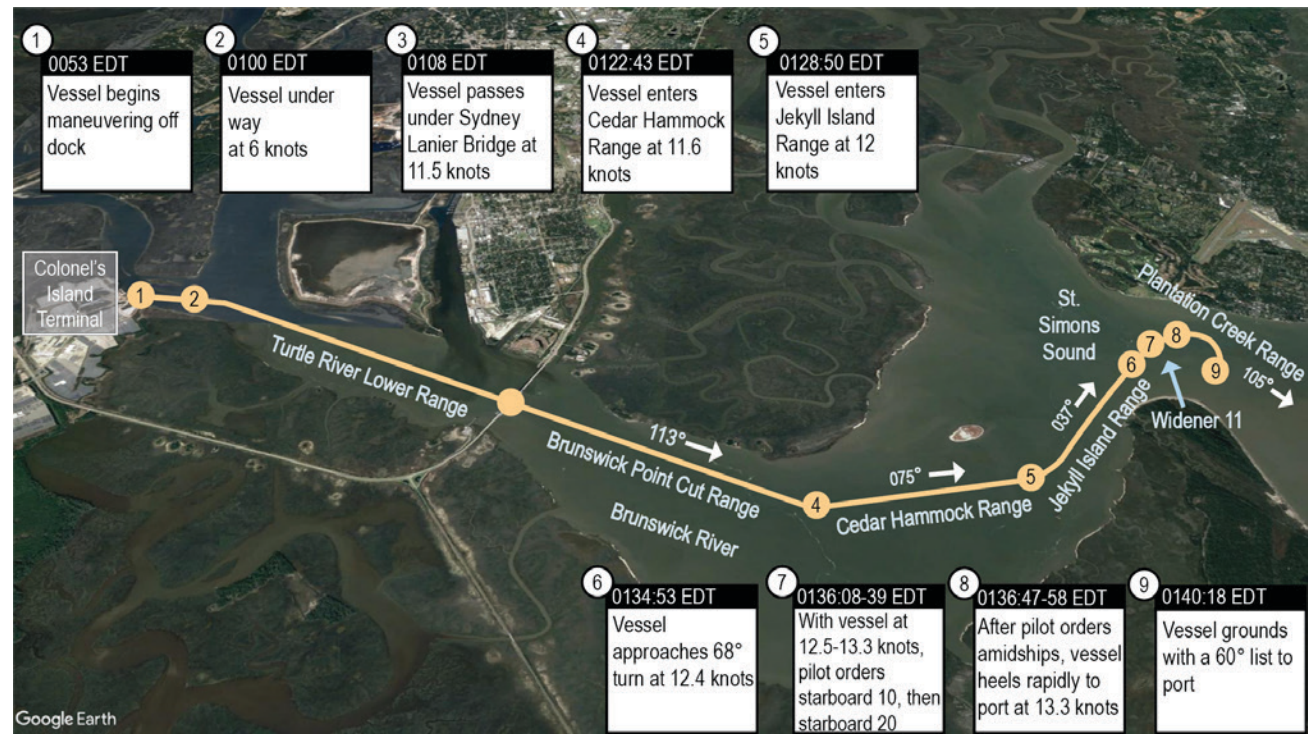 1
0053 EDT
Vessel begins
maneuvering off
dock
2
0100 EDT
Vessel under
way
at 6 knots
3
0108 EDT
Vessel passes
under Sydney
Lanier Bridge at
11.5 knots
4
0122:43 EDT
Vessel enters
Cedar Hammock
Range at 11.6
knots
5
0128:50 EDT
Vessel enters
Jekyll Island
Range at 12
knots
Colonel's
Island
Terminal
1
2
Turtle River Lower Range
Brunswick Point Cut Range
113°
Brunswick River
4
075°
Cedar Hammock Range
5
037°
Jekyll Island Range
St.
Simons
Sound
6
7
8
9
Plantation Creek Range
105°
Widener 11
6
0134:53 EDT
Vessel
approaches 68°
turn at 12.4 knots
7
0136:08-39 EDT
With vessel at
12.5-13.3 knots,
pilot orders
starboard 10, then
starboard 20
8
0136:47-58 EDT
After pilot orders
amidships, vessel
heels rapidly to
port at 13.3 knots
9
0140:18 EDT
Vessel grounds
with a 60° list to
port
Google Earth